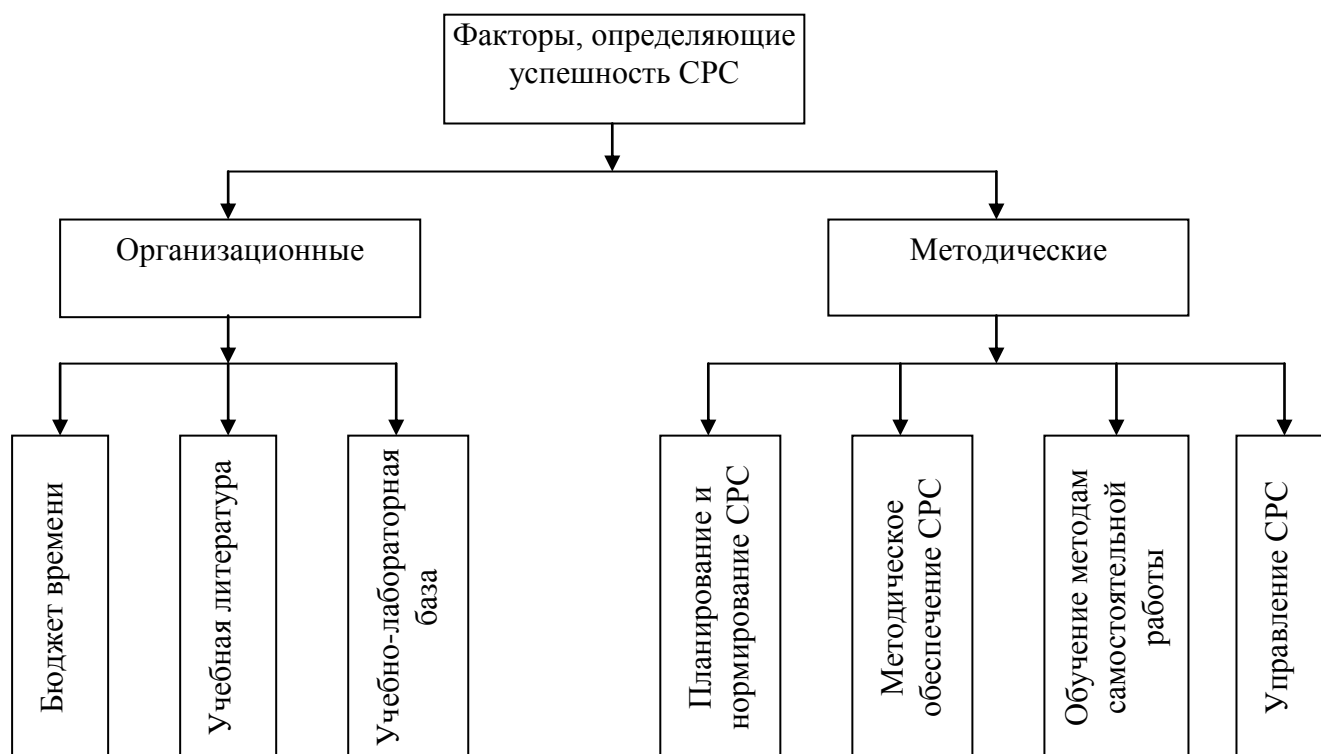 Факторы, определяющие
успешность СРС
Организационные
Методические
Бюджет времени
Учебная литература
Учебно-лабораторная
база
Планирование и
нормирование СРС
Методическое
обеспечение СРС
Обучение методам
самостоятельной
работы
Управление СРС